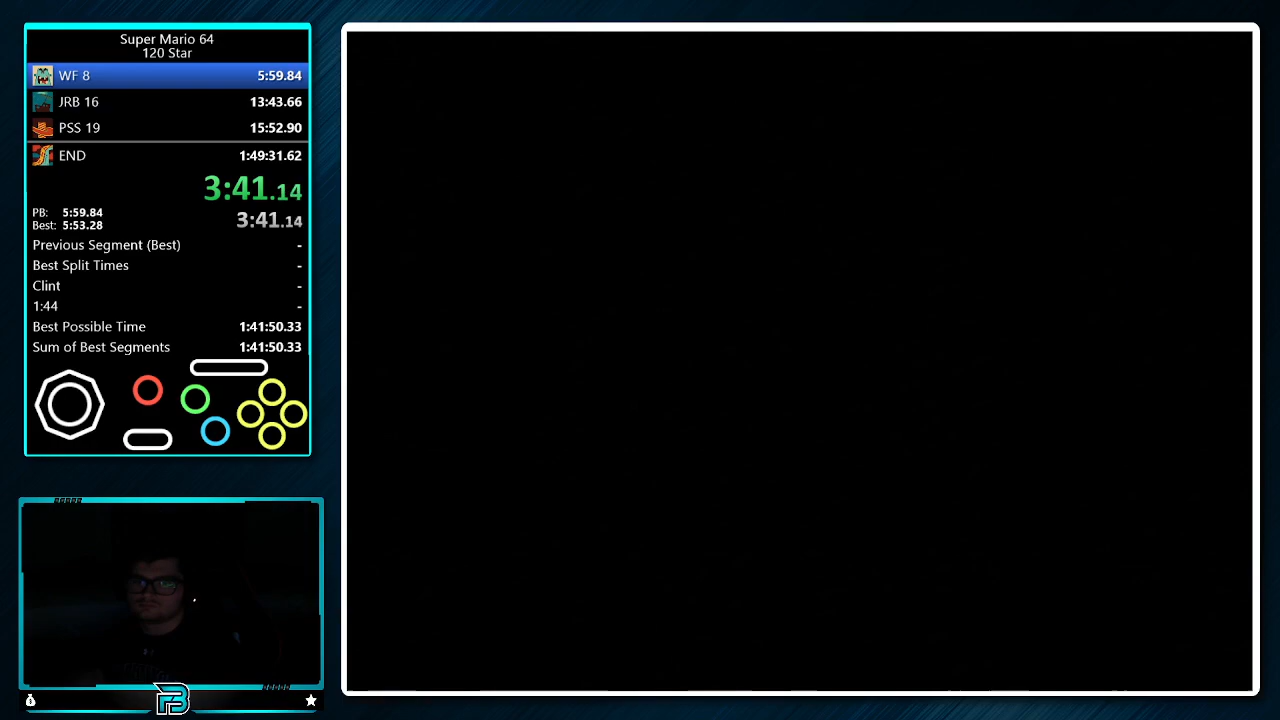 Super Mario 64
120 Star
WF 8 5:59.84
JRB 16 13:43.66
PSS 19 15:52.90
END 1:49:31.62
3:41.14
PB: 5:59.84
Best: 5:53.28
3:41.14
Previous Segment (Best) -
Best Split Times -
Clint -
1:44 -
Best Possible Time 1:41:50.33
Sum of Best Segments 1:41:50.33